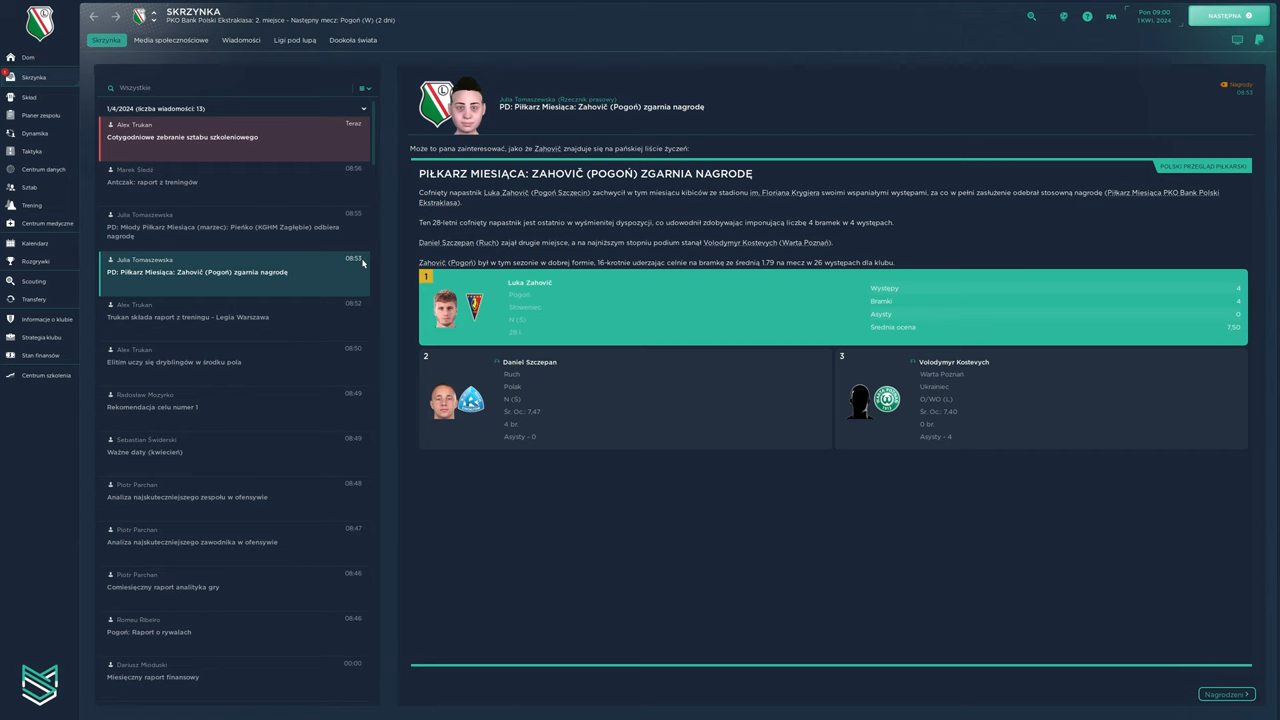 SKRZYNKA
PKO Bank Polski Ekstraklasa: 2. miejsce - Następny mecz: Pogoń (W) (2 dni)
FM
Pon 09:00
1 KWI, 2024
NASTĘPNA
Skrzynka
Media społecznościowe
Wiadomości
Ligi pod lupą
Dookoła świata
Dom
Skrzynka
Skład
Planer zespołu
Dynamika
Taktyka
Centrum danych
Sztab
Trening
Centrum medyczne
Kalendarz
Rozgrywki
Scouting
Transfery
Informacje o klubie
Strategia klubu
Stan finansów
Centrum szkolenia
Wszystkie
1/4/2024 (liczba wiadomości: 13)
Alex Trukan
Teraz
Cotygodniowe zebranie sztabu szkoleniowego
Marek Śledź
08:56
Antczak: raport z treningów
Julia Tomaszewska
08:55
PD: Młody Piłkarz Miesiąca (marzec): Pieńko (KGHM Zagłębie) odbiera
nagrodę
Julia Tomaszewska
08:53
PD: Piłkarz Miesiąca: Zahovič (Pogoń) zgarnia nagrodę
Alex Trukan
08:52
Trukan składa raport z treningu - Legia Warszawa
Alex Trukan
08:50
Elitim uczy się dryblingów w środku pola
Radosław Mozyrko
08:49
Rekomendacja celu numer 1
Sebastian Świderski
08:49
Ważne daty (kwiecień)
Piotr Parchan
08:48
Analiza najskuteczniejszego zespołu w ofensywie
Piotr Parchan
08:47
Analiza najskuteczniejszego zawodnika w ofensywie
Piotr Parchan
08:46
Comiesięczny raport analityka gry
Romeu Ribeiro
08:46
Pogoń: Raport o rywalach
Dariusz Mioduski
00:00
Miesięczny raport finansowy
Julia Tomaszewska (Rzecznik prasowy)
PD: Piłkarz Miesiąca: Zahovič (Pogoń) zgarnia nagrodę
Nagrody
08:53
Może to pana zainteresować, jako że Zahovič znajduje się na pańskiej liście życzeń:
POLSKI PRZEGLĄD PIŁKARSKI
PIŁKARZ MIESIĄCA: ZAHOVIČ (POGOŃ) ZGARNIA NAGRODĘ
Cofnięty napastnik Luka Zahovič (Pogoń Szczecin) zachwycił w tym miesiącu kibiców ze stadionu im. Floriana Krygiera swoimi wspaniałymi występami, za co w pełni zasłużenie odebrał stosowną nagrodę (Piłkarz Miesiąca PKO Bank Polski
Ekstraklasa).
Ten 28-letni cofnięty napastnik jest ostatnio w wyśmienitej dyspozycji, co udowodnił zdobywając imponującą liczbę 4 bramek w 4 występach.
Daniel Szczepan (Ruch) zajął drugie miejsce, a na najniższym stopniu podium stanął Volodymyr Kostevych (Warta Poznań).
Zahovič (Pogoń) był w tym sezonie w dobrej formie, 16-krotnie uderzając celnie na bramkę ze średnią 1.79 na mecz w 26 występach dla klubu.
1
Luka Zahovič
Pogoń
Słoweniec
N (Ś)
28 l.
Występy 4
Bramki 4
Asysty 0
Średnia ocena 7,50
2
Daniel Szczepan
Ruch
Polak
N (Ś)
Śr. Oc.: 7,47
4 br.
Asysty - 0
3
Volodymyr Kostevych
Warta Poznań
Ukrainiec
O/WO (L)
Śr. Oc.: 7,40
0 br.
Asysty - 4
Nagrodzeni